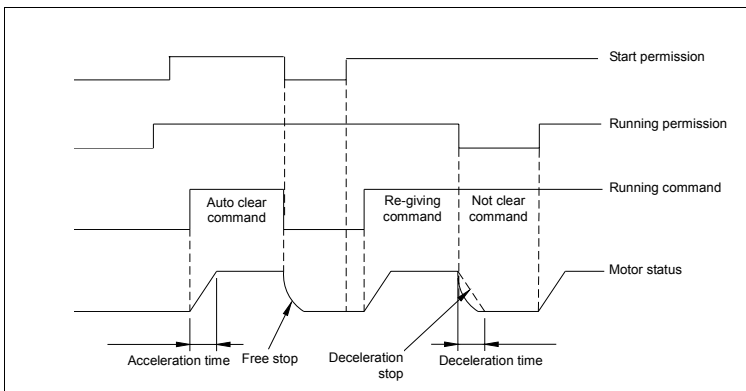 Start permission
Running permission
Running command
Auto clear
command
Re-giving
command
Not clear
command
Motor status
Acceleration time
Free stop
Deceleration
stop
Deceleration time